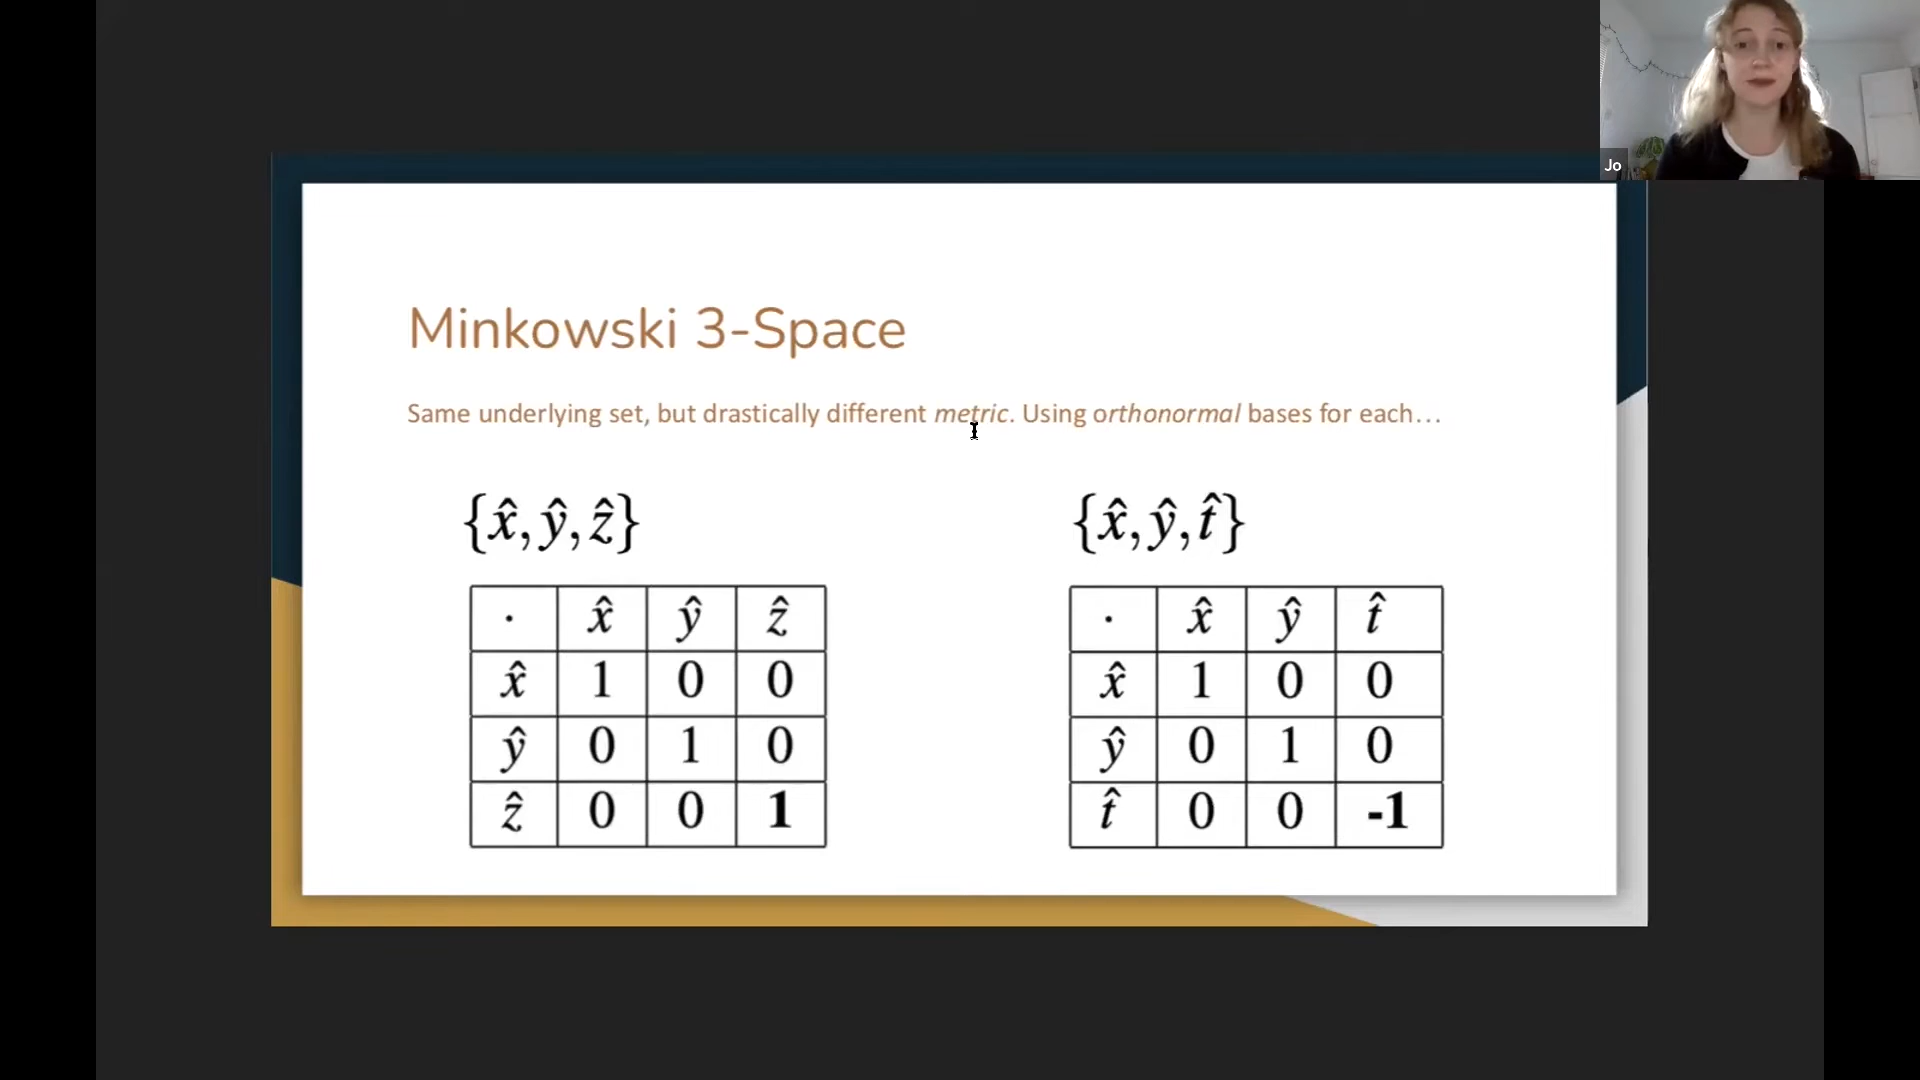 Jo
Minkowski 3-Space
Same underlying set, but drastically different metric. Using orthonormal bases for each…
{x̂, ŷ, ẑ}
· x̂ ŷ ẑ
x̂ 1 0 0
ŷ 0 1 0
ẑ 0 0 1
{x̂, ŷ, t̂}
· x̂ ŷ t̂
x̂ 1 0 0
ŷ 0 1 0
t̂ 0 0 -1